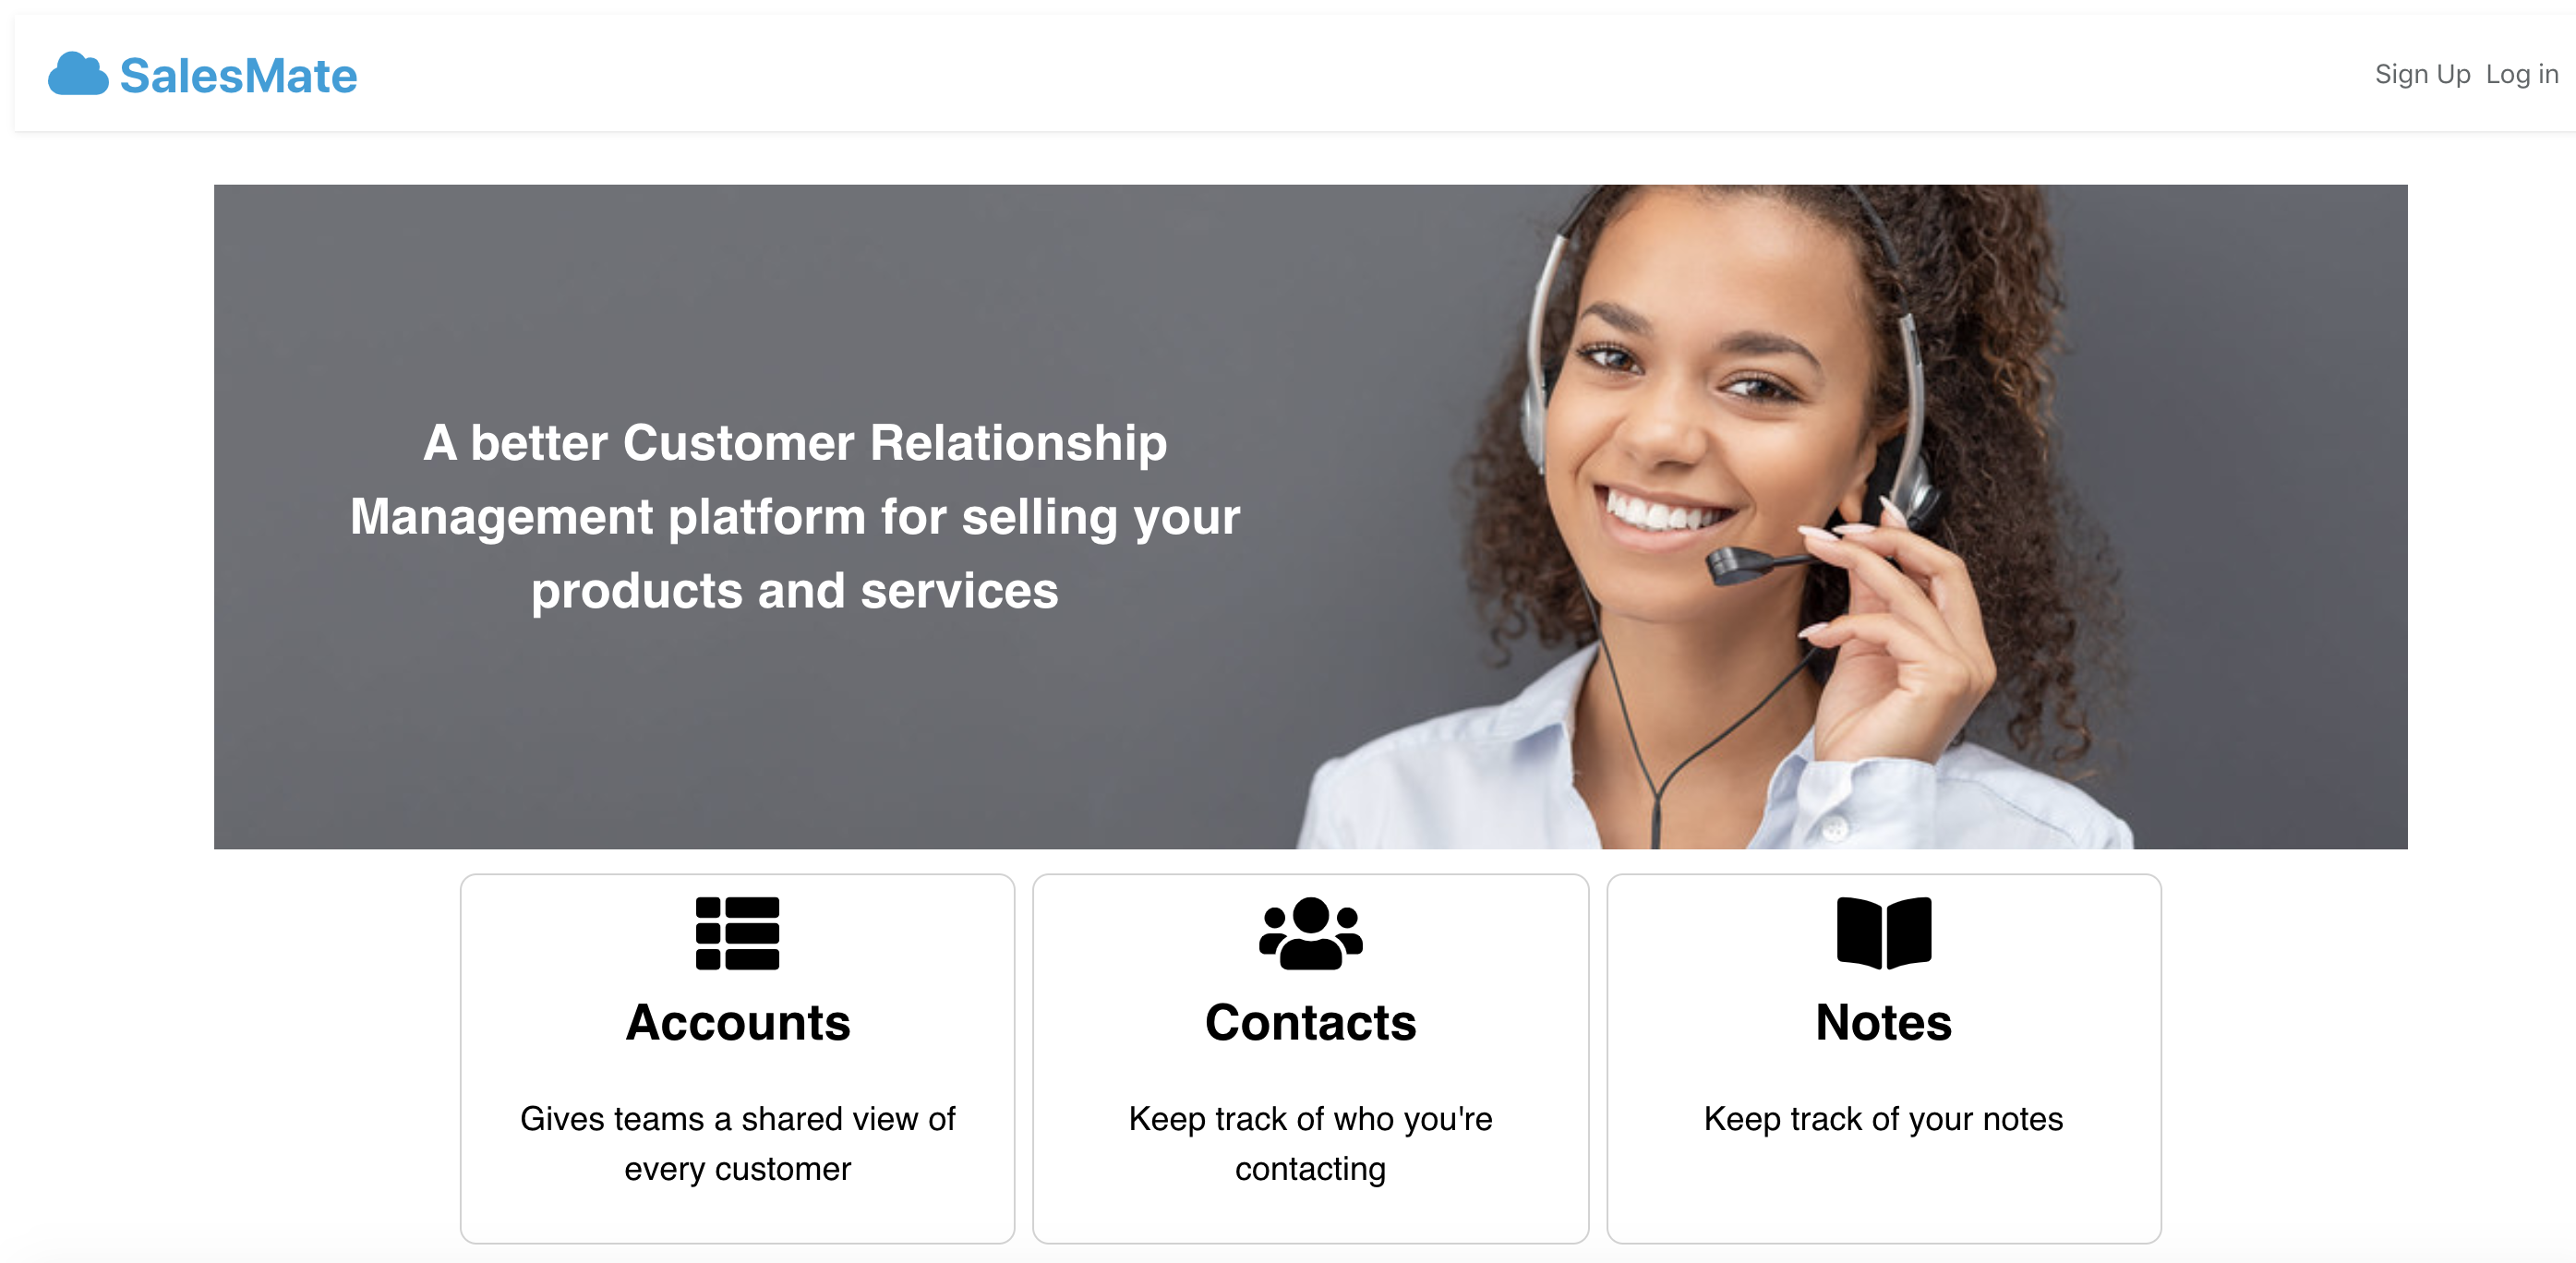 SalesMate
Sign Up Log in
A better Customer Relationship
Management platform for selling your
products and services
Accounts
Gives teams a shared view of
every customer
Contacts
Keep track of who you're
contacting
Notes
Keep track of your notes